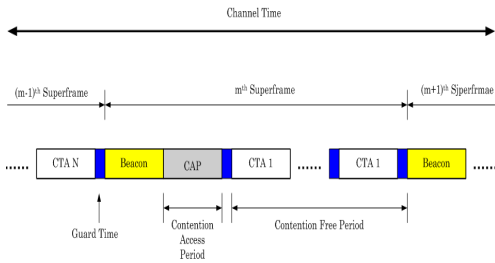 Channel Time
(m-1)th Superframe
mth Superframe
(m+1)th Sjperfrmae
...... CTA N Beacon CAP CTA 1 ...... CTA 1 Beacon ......
Guard Time
Contention
Access
Period
Contention Free Period